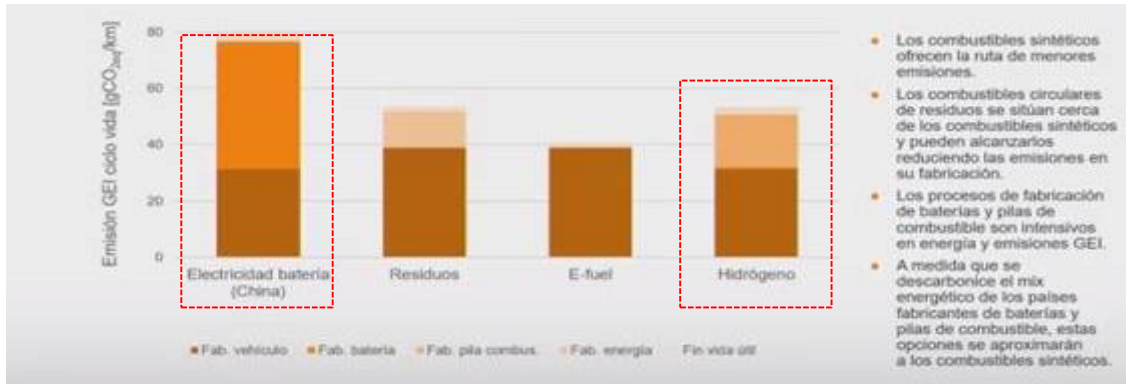 Emisión GEI ciclo vida [gCO2eq/km]
80
60
40
20
0
Electricidad batería
(China)
Residuos
E-fuel
Hidrógeno
Fab. vehículo
Fab. batería
Fab. pila combus.
Fab. energía
Fin vida útil
Los combustibles sintéticos
ofrecen la ruta de menores
emisiones.
Los combustibles circulares
de residuos se sitúan cerca
de los combustibles sintéticos
y pueden alcanzarlos
reduciendo las emisiones en
su fabricación.
Los procesos de fabricación
de baterías y pilas de
combustible son intensivos
en energía y emisiones GEI.
A medida que se
descarbonice el mix
energético de los países
fabricantes de baterías y
pilas de combustible, estas
opciones se aproximarán
a los combustibles sintéticos.